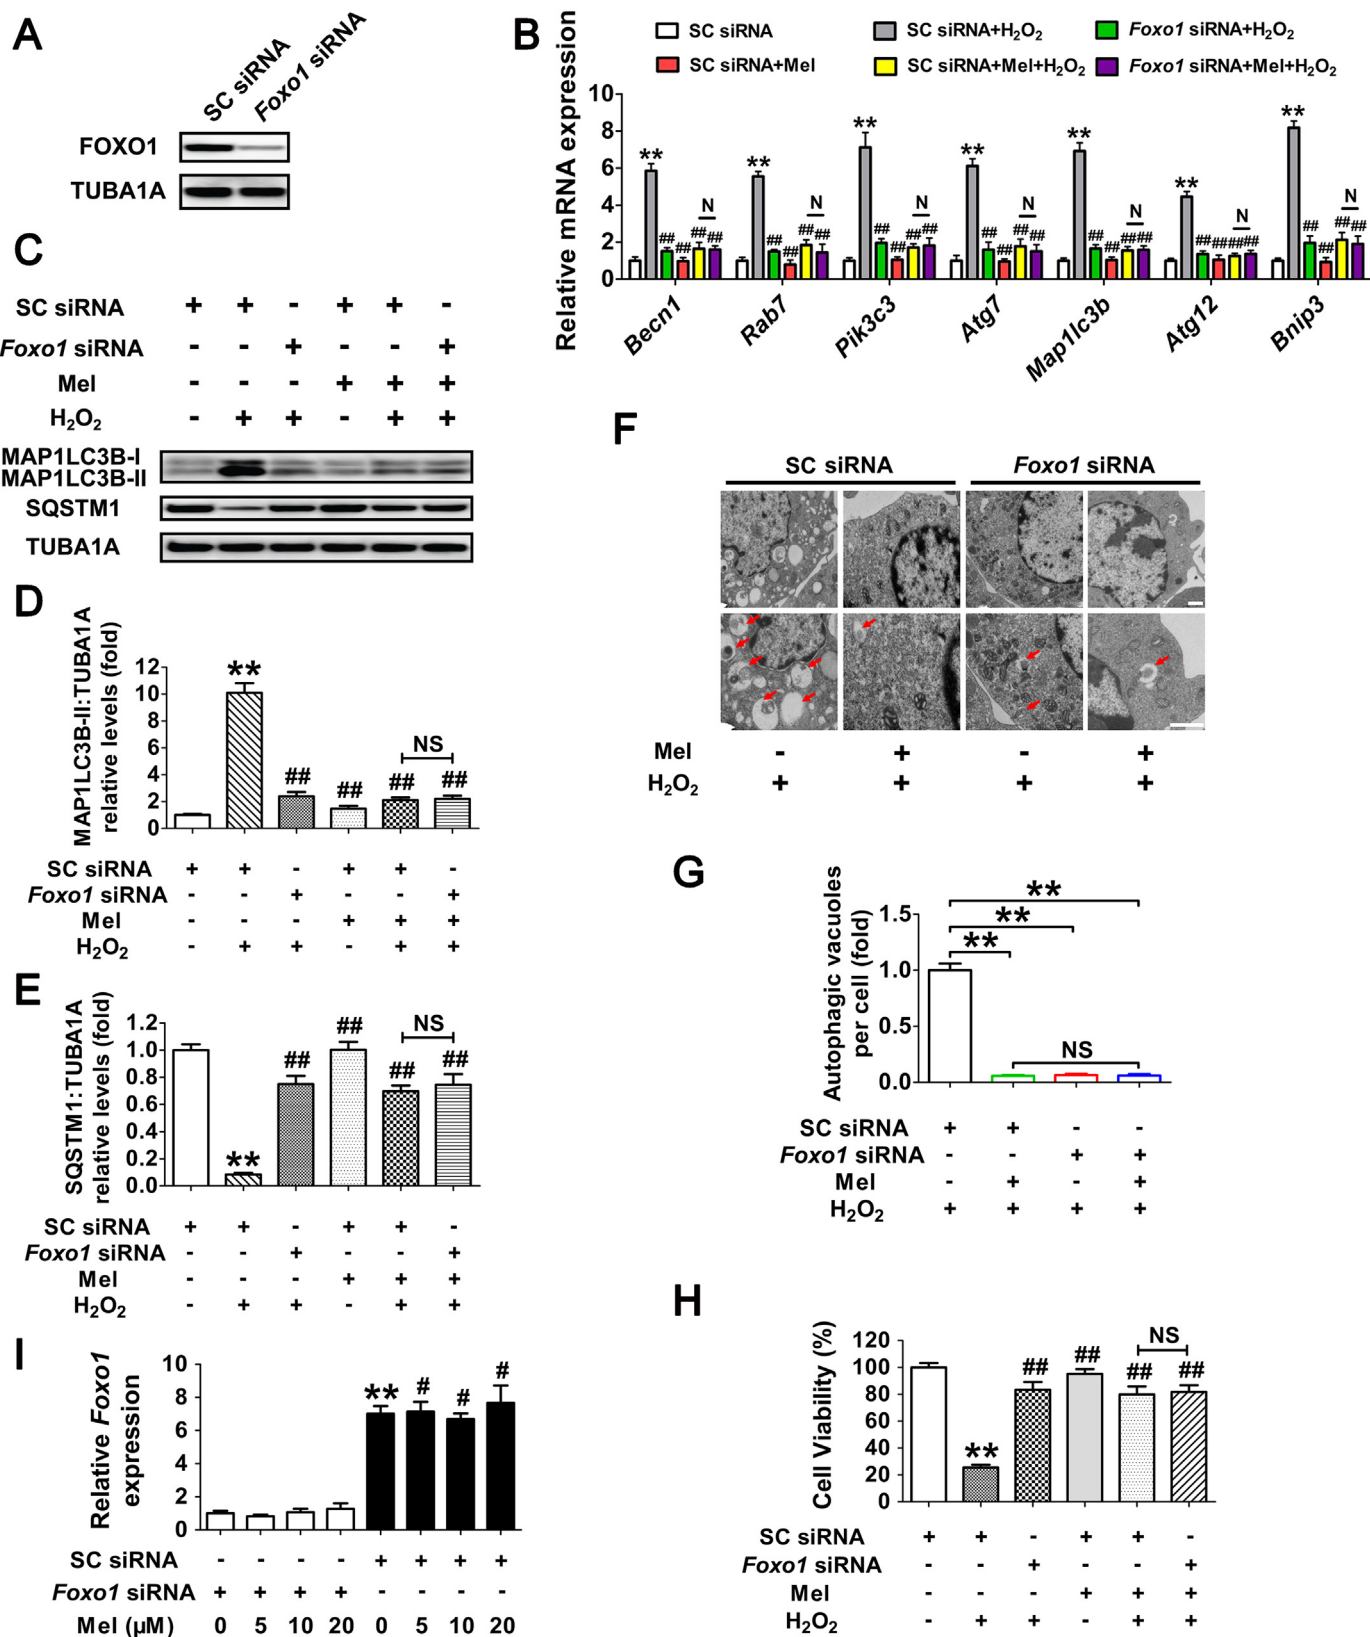 A
SC siRNA
Foxo1 siRNA
FOXO1
TUBA1A
B
SC siRNA
SC siRNA+H₂O₂
Foxo1 siRNA+H₂O₂
SC siRNA+Mel
SC siRNA+Mel+H₂O₂
Foxo1 siRNA+Mel+H₂O₂
Relative mRNA expression
10
8
6
4
2
0
** ** ** ** ** ** **
N N N N N N N
## ## ## ## ## ## ## ## ## ## ## ## ## ## ## ## ## ## ## ## ## ## ## ## ## ## ## ##
Becn1 Rab7 Pik3c3 Atg7 Map1lc3b Atg12 Bnip3
C
SC siRNA + + - + + -
Foxo1 siRNA - - + - - +
Mel - - - + + +
H₂O₂ - + + - + +
MAP1LC3B-I
MAP1LC3B-II
SQSTM1
TUBA1A
D
MAP1LC3B-II:TUBA1A
relative levels (fold)
12
10
8
6
4
2
0
** ## ## ## ##
NS
SC siRNA + + - + + -
Foxo1 siRNA - - + - - +
Mel - - - + + +
H₂O₂ - + + - + +
E
SQSTM1:TUBA1A
relative levels (fold)
1.2
1.0
0.8
0.6
0.4
0.2
0.0
** ## ## ## ##
NS
SC siRNA + + - + + -
Foxo1 siRNA - - + - - +
Mel - - - + + +
H₂O₂ - + + - + +
F
SC siRNA
Foxo1 siRNA
Mel - + - +
H₂O₂ + + + +
G
Autophagic vacuoles
per cell (fold)
1.5
1.0
0.5
0.0
**
**
**
NS
SC siRNA + + - -
Foxo1 siRNA - - + +
Mel - + - +
H₂O₂ + + + +
H
Cell Viability (%)
120
100
80
60
40
20
0
** ## ## ## ##
NS
SC siRNA + + - + + -
Foxo1 siRNA - - + - - +
Mel - - - + + +
H₂O₂ - + + - + +
I
Relative Foxo1
expression
10
8
6
4
2
0
** # # #
SC siRNA - - - - + + + +
Foxo1 siRNA + + + + - - - -
Mel (µM) 0 5 10 20 0 5 10 20